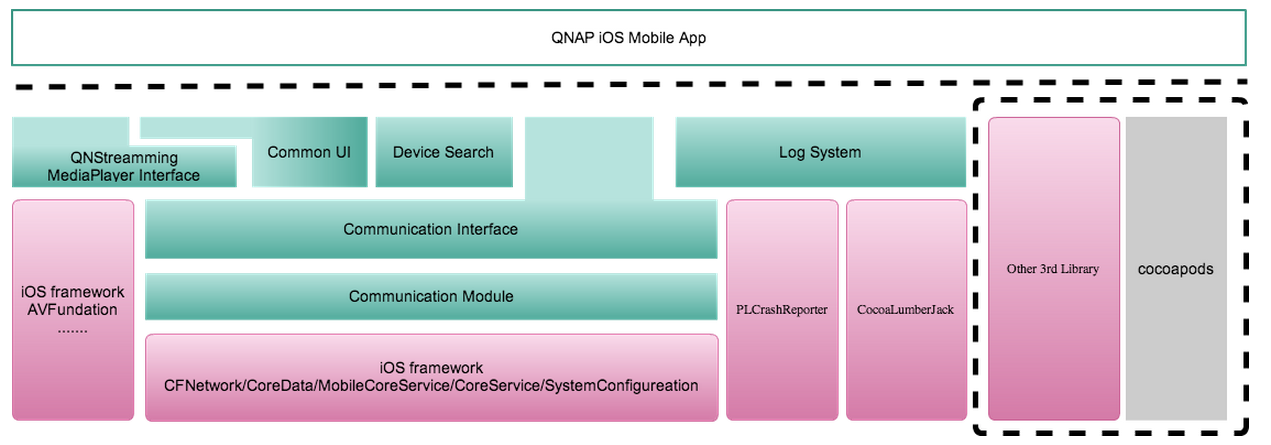 QNAP iOS Mobile App
QNStreamming
MediaPlayer Interface
Common UI
Device Search
Log System
Communication Interface
Communication Module
iOS framework
AVFundation
.......
iOS framework
CFNetwork/CoreData/MobileCoreService/CoreService/SystemConfigureation
PLCrashReporter
CocoaLumberJack
Other 3rd Library
cocoapods